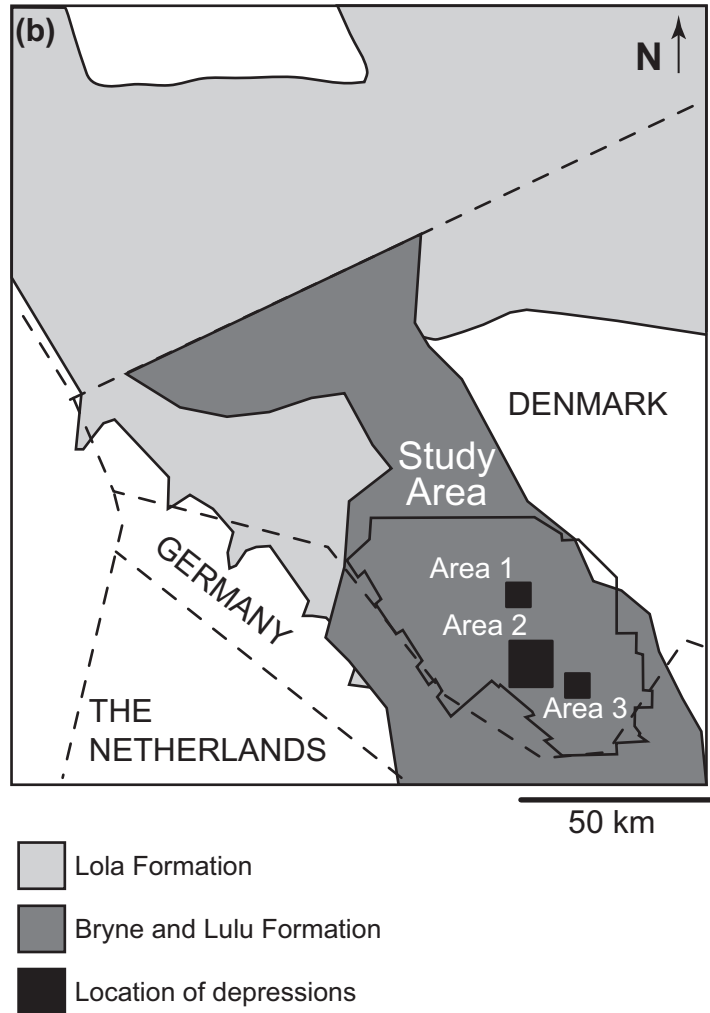 (b)
N
DENMARK
Study
Area
Area 1
GERMANY
Area 2
THE
NETHERLANDS
Area 3
50 km
Lola Formation
Bryne and Lulu Formation
Location of depressions